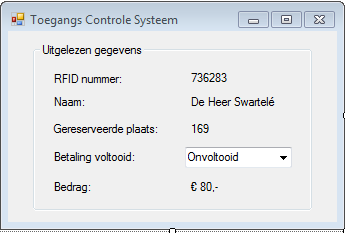 Toegangs Controle Systeem
Uitgelezen gegevens
RFID nummer: 736283
Naam: De Heer Swartelé
Gereserveerde plaats: 169
Betaling voltooid: Onvoltooid
Bedrag: € 80,-